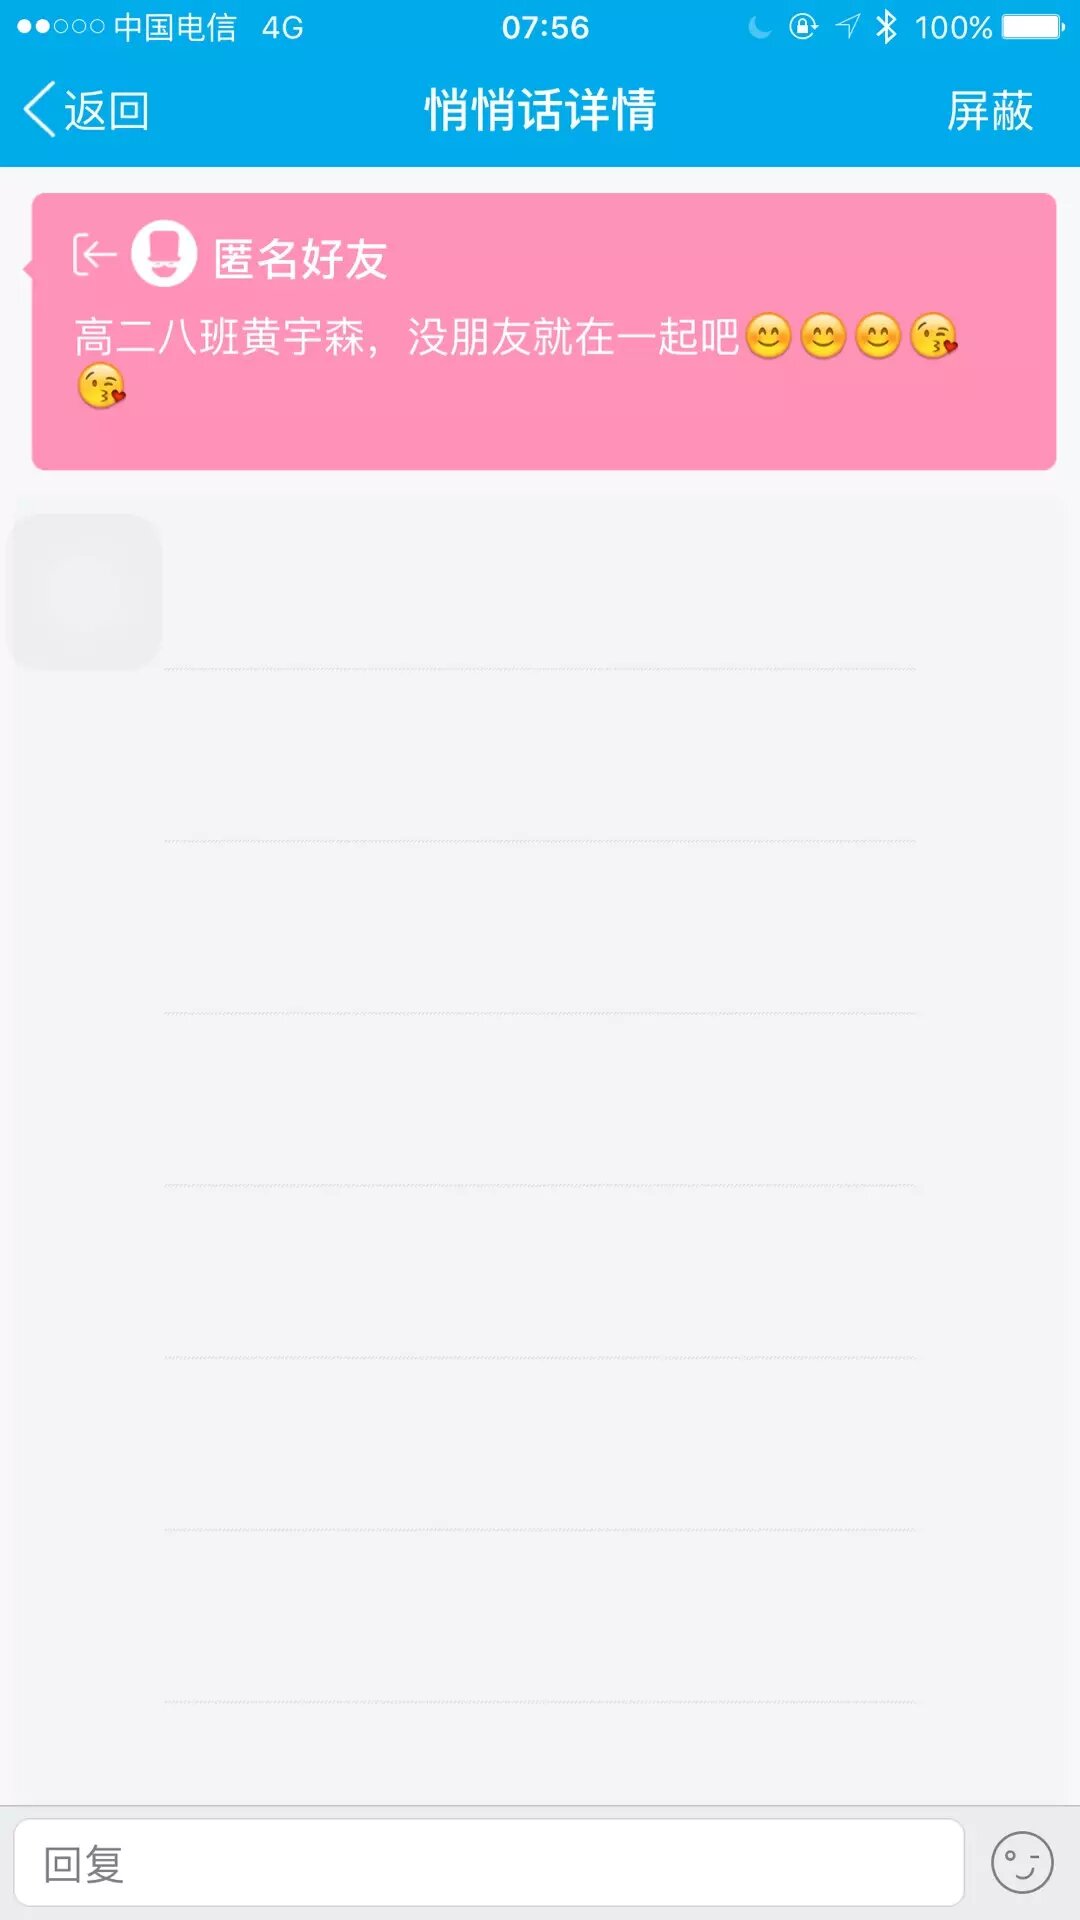 中国电信 4G 07:56 100%
返回 悄悄话详情 屏蔽
匿名好友
高二八班黄宇森，没朋友就在一起吧😊😊😊😘
😘
回复